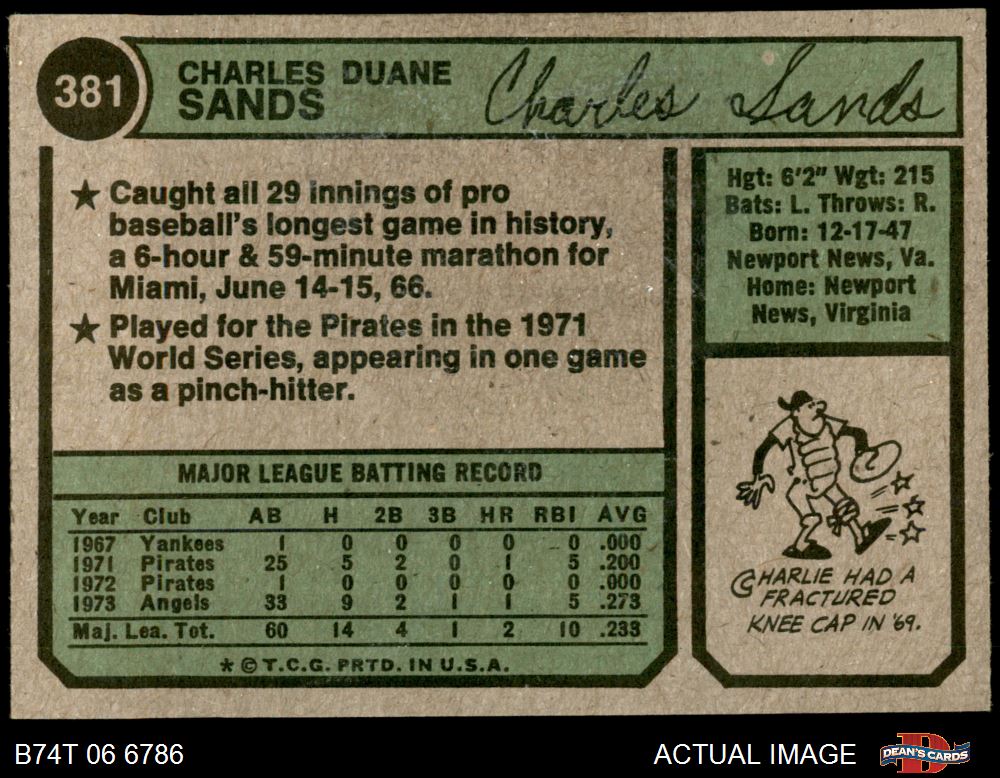 381
CHARLES DUANE
SANDS
Charles Sands
★ Caught all 29 innings of pro
baseball's longest game in history,
a 6-hour & 59-minute marathon for
Miami, June 14-15, 66.
★ Played for the Pirates in the 1971
World Series, appearing in one game
as a pinch-hitter.
Hgt: 6'2" Wgt: 215
Bats: L. Throws: R.
Born: 12-17-47
Newport News, Va.
Home: Newport
News, Virginia
MAJOR LEAGUE BATTING RECORD
Year Club AB H 2B 3B HR RBI AVG
1967 Yankees 1 0 0 0 0 0 .000
1971 Pirates 25 5 2 0 1 5 .200
1972 Pirates 1 0 0 0 0 0 .000
1973 Angels 33 9 2 1 1 5 .273
Maj. Lea. Tot. 60 14 4 1 2 10 .233
* © T.C.G. PRTD. IN U.S.A.
CHARLIE HAD A
FRACTURED
KNEE CAP IN '69.
B74T 06 6786
ACTUAL IMAGE
DEAN'S CARDS